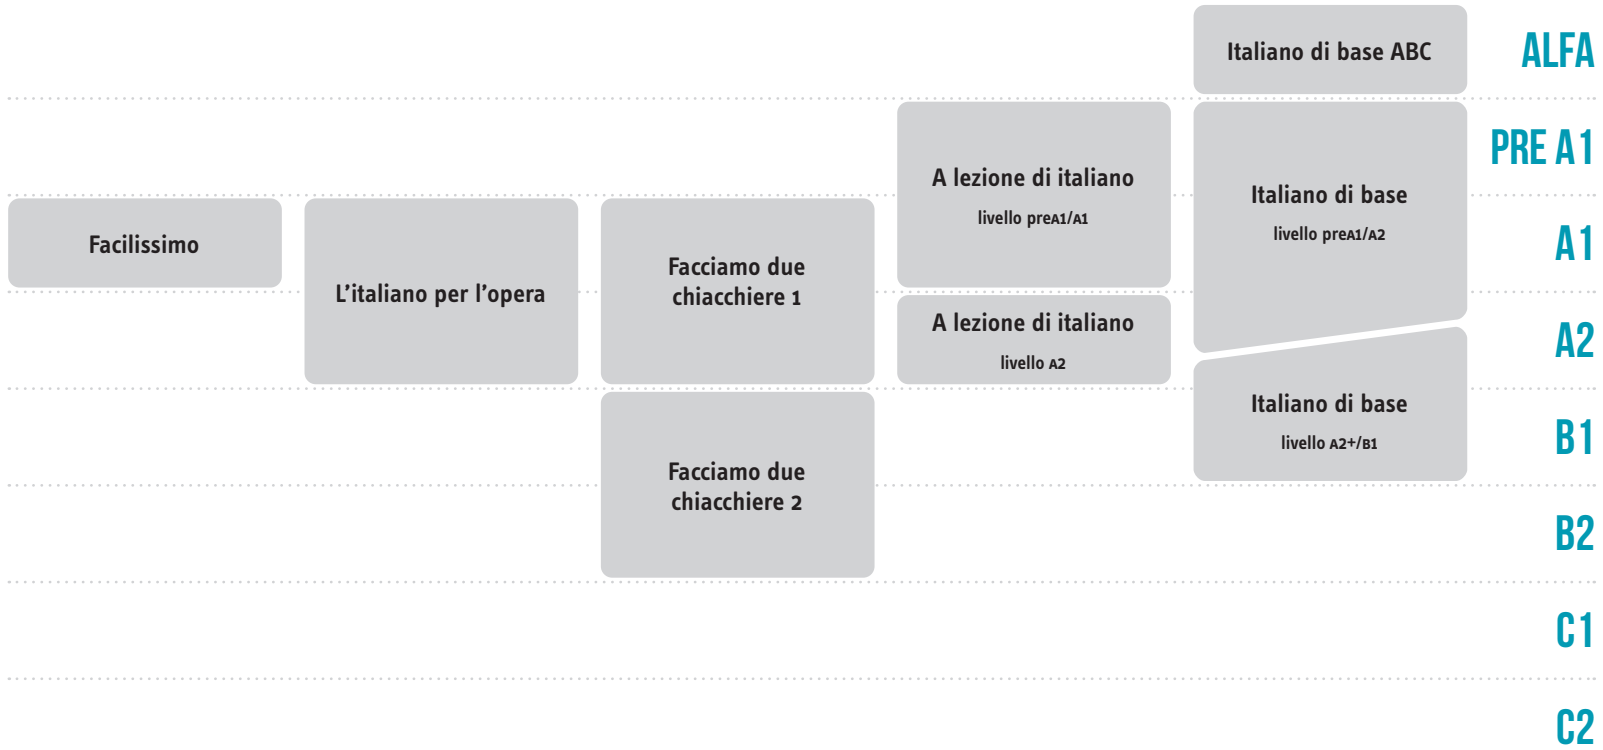 Italiano di base ABC
ALFA
PRE A1
A lezione di italiano
livello preA1/A1
Italiano di base
livello preA1/A2
A1
Facilissimo
L’italiano per l’opera
Facciamo due
chiacchiere 1
A lezione di italiano
livello A2
A2
Italiano di base
livello A2+/B1
B1
Facciamo due
chiacchiere 2
B2
C1
C2